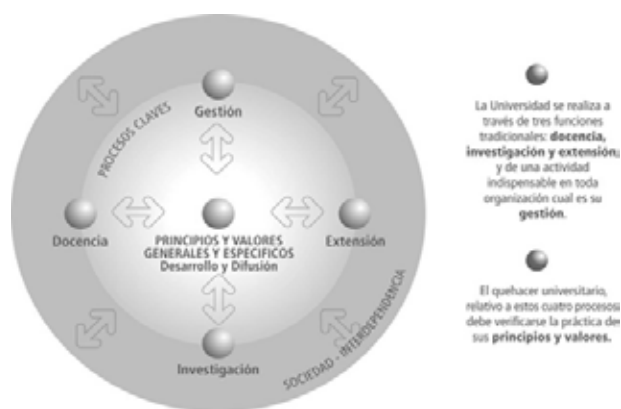 PROCESOS CLAVES
Gestión
Docencia
PRINCIPIOS Y VALORES
GENERALES Y ESPECIFICOS
Desarrollo y Difusión
Extensión
Investigación
SOCIEDAD - INTERDEPENDENCIA
La Universidad se realiza a
través de tres funciones
tradicionales: docencia,
investigación y extensión;
y de una actividad
indispensable en toda
organización cual es su
gestión.
El quehacer universitario,
relativo a estos cuatro procesos
debe verificarse la práctica de
sus principios y valores.